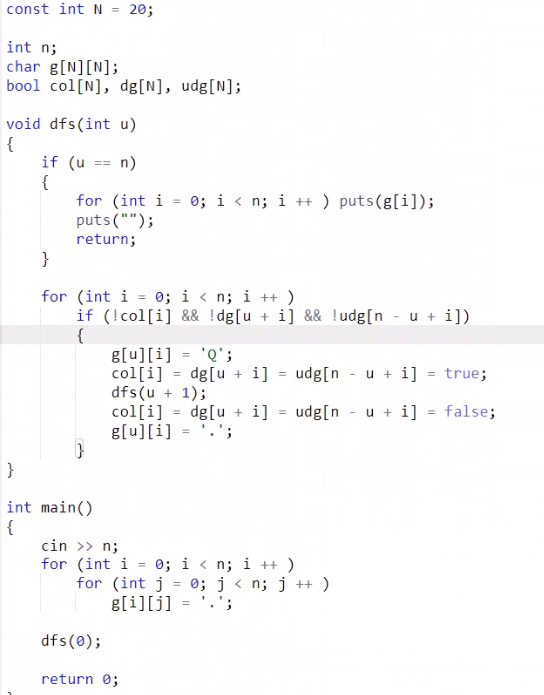 const int N = 20;
int n;
char g[N][N];
bool col[N], dg[N], udg[N];
void dfs(int u)
{
    if (u == n)
    {
        for (int i = 0; i < n; i ++ ) puts(g[i]);
        puts("");
        return;
    }
    for (int i = 0; i < n; i ++ )
        if (!col[i] && !dg[u + i] && !udg[n - u + i])
        {
            g[u][i] = 'Q';
            col[i] = dg[u + i] = udg[n - u + i] = true;
            dfs(u + 1);
            col[i] = dg[u + i] = udg[n - u + i] = false;
            g[u][i] = '.';
        }
}
int main()
{
    cin >> n;
    for (int i = 0; i < n; i ++ )
        for (int j = 0; j < n; j ++ )
            g[i][j] = '.';
    dfs(0);
    return 0;